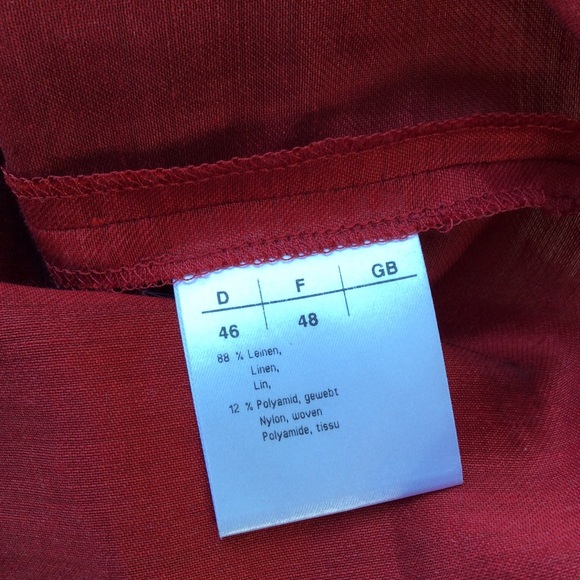 D F GB
46 48
88 % Leinen,
Linen,
Lin,
12 % Polyamid, gewebt
Nylon, woven
Polyamide, tissu